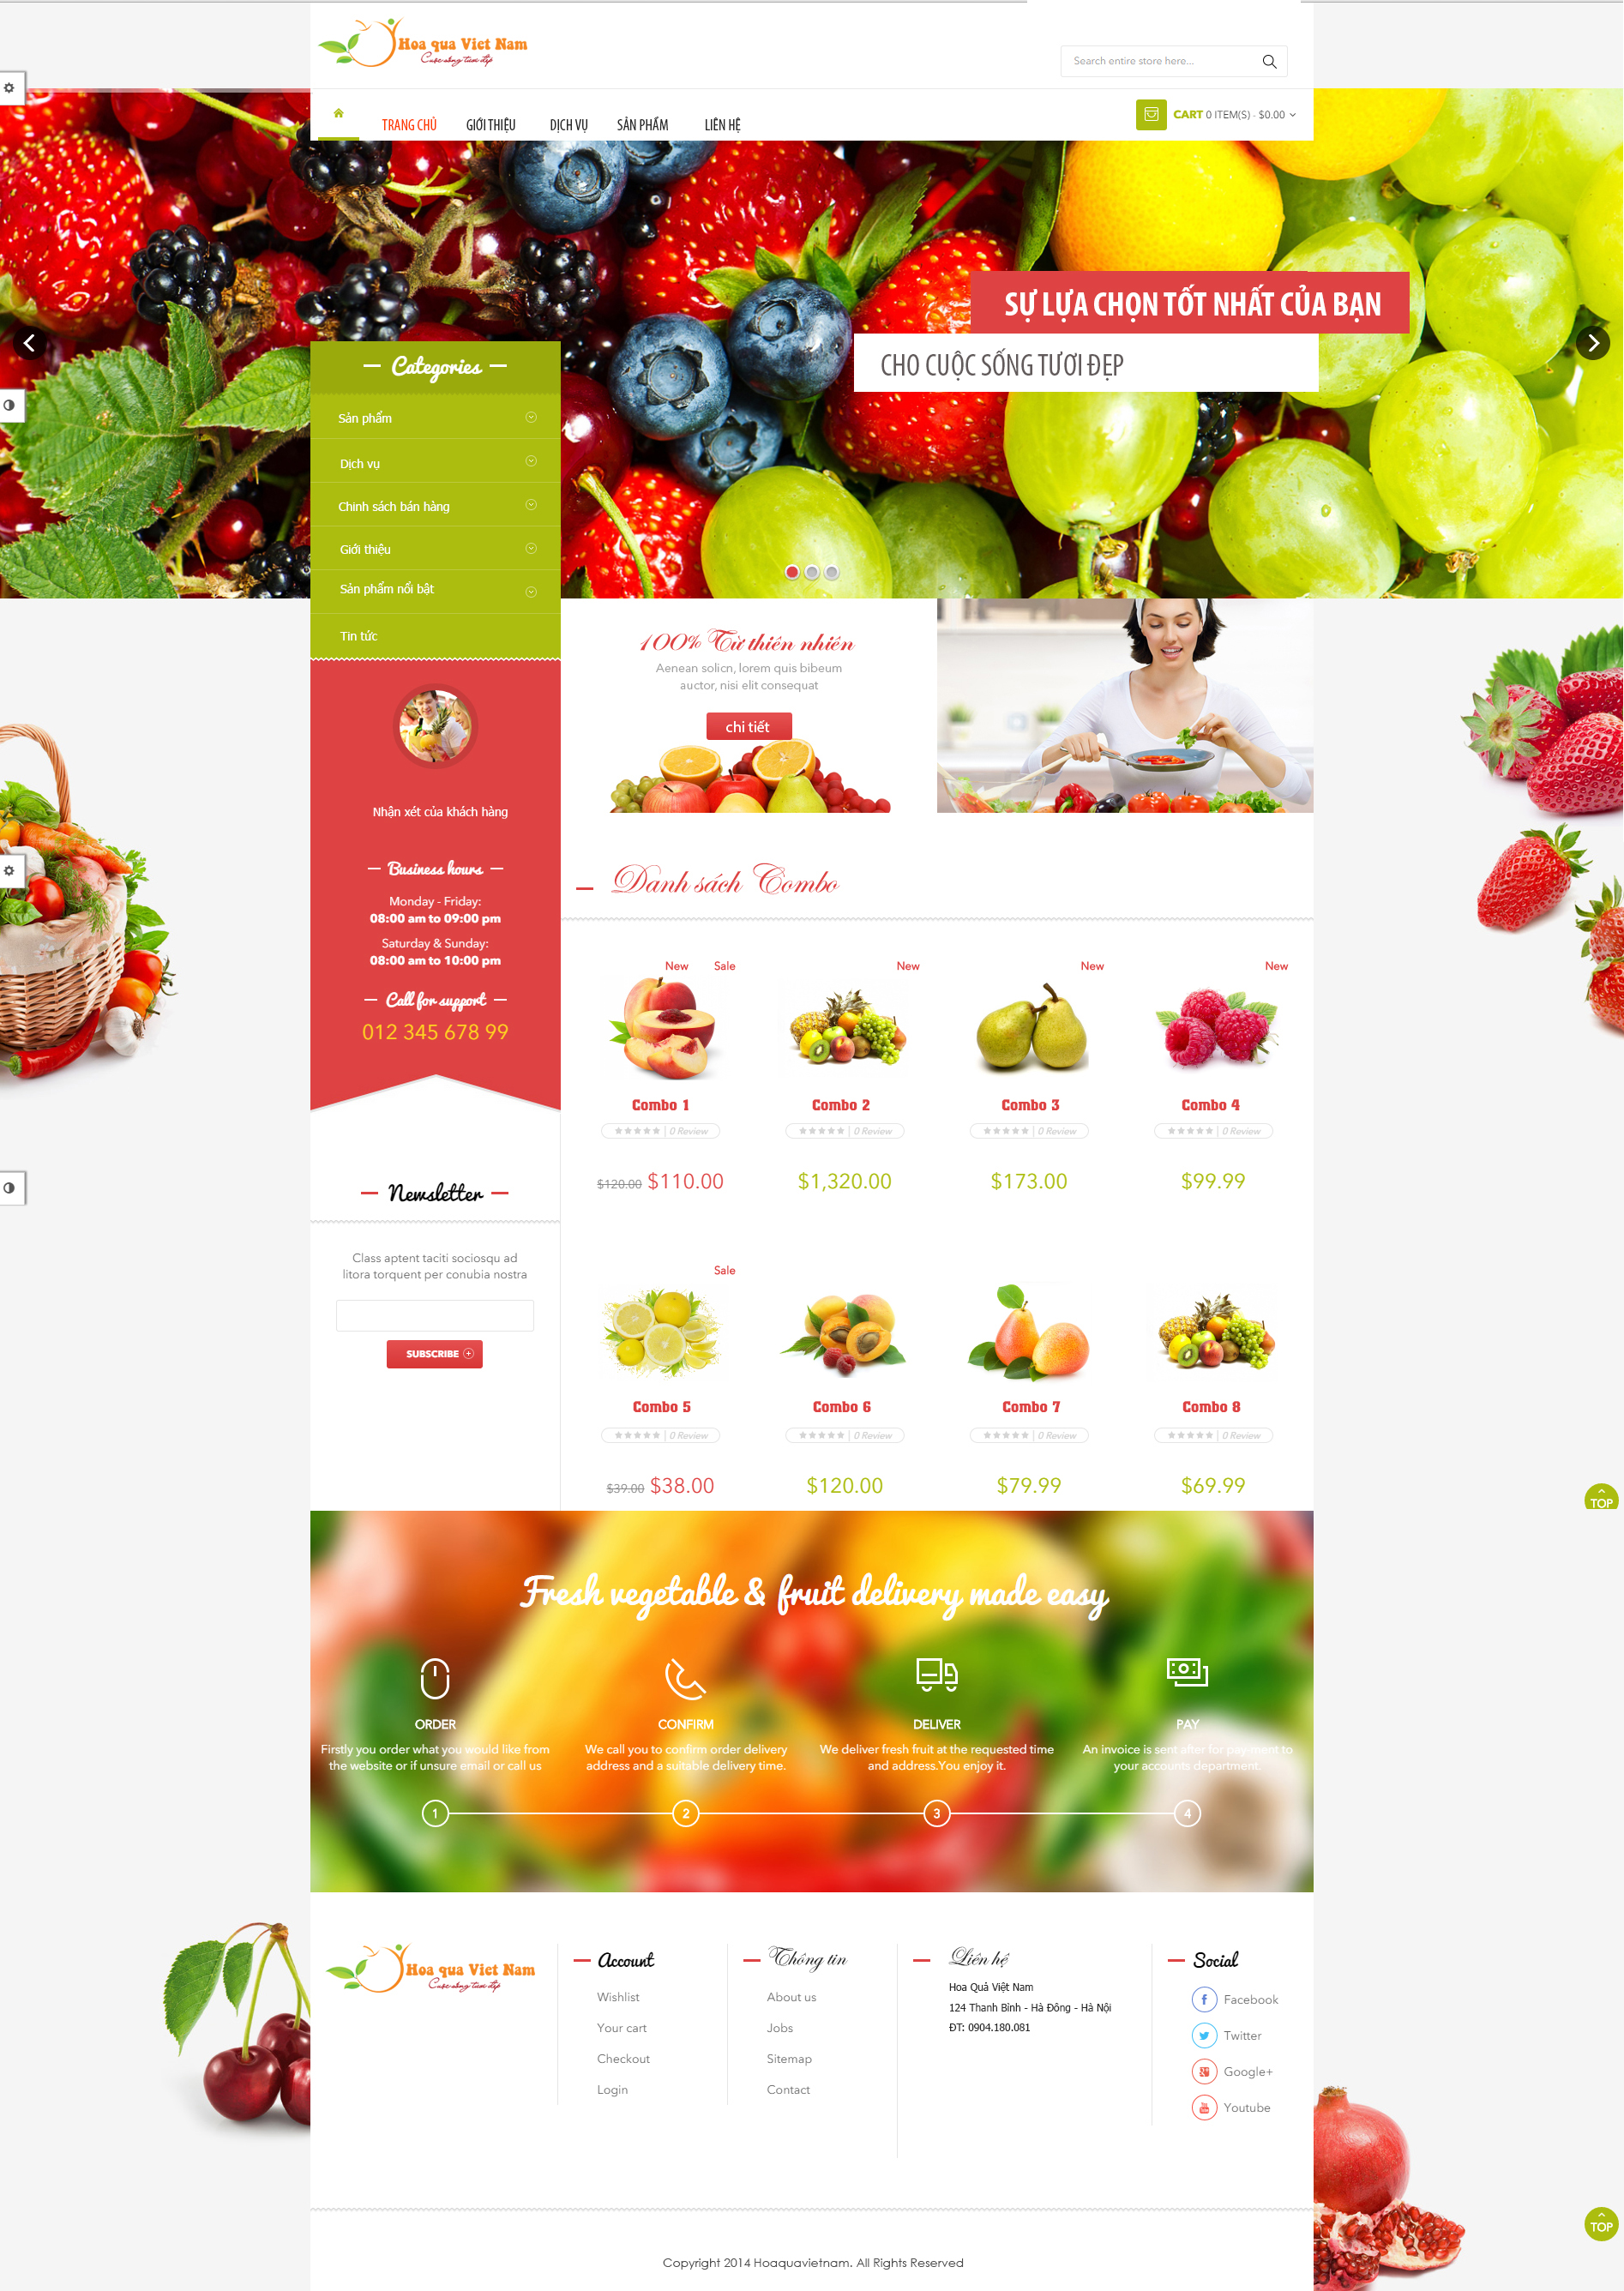 Hoa qua Viet Nam
Cuộc sống tươi đẹp
Search entire store here...
TRANG CHỦ
GIỚI THIỆU
DỊCH VỤ
SẢN PHẨM
LIÊN HỆ
CART 0 ITEM(S) - $0.00
SỰ LỰA CHỌN TỐT NHẤT CỦA BẠN
CHO CUỘC SỐNG TƯƠI ĐẸP
Categories
Sản phẩm
Dịch vụ
Chinh sách bán hàng
Giới thiệu
Sản phẩm nổi bật
Tin tức
100% Từ thiên nhiên
Aenean solicn, lorem quis bibeum
auctor, nisi elit consequat
chi tiết
Nhận xét của khách hàng
Business hours
Monday - Friday:
08:00 am to 09:00 pm
Saturday & Sunday:
08:00 am to 10:00 pm
Call for support
012 345 678 99
Newsletter
Class aptent taciti sociosqu ad
litora torquent per conubia nostra
SUBSCRIBE
Danh sách Combo
New Sale
New
New
New
Combo 1
Combo 2
Combo 3
Combo 4
0 Review
0 Review
0 Review
0 Review
$120.00 $110.00
$1,320.00
$173.00
$99.99
Sale
Combo 5
Combo 6
Combo 7
Combo 8
0 Review
0 Review
0 Review
0 Review
$39.00 $38.00
$120.00
$79.99
$69.99
TOP
Fresh vegetable & fruit delivery made easy
ORDER
Firstly you order what you would like from
the website or if unsure email or call us
CONFIRM
We call you to confirm order delivery
address and a suitable delivery time.
DELIVER
We deliver fresh fruit at the requested time
and address.You enjoy it.
PAY
An invoice is sent after for pay-ment to
your accounts department.
1
2
3
4
Hoa qua Viet Nam
Cuộc sống tươi đẹp
Account
Wishlist
Your cart
Checkout
Login
Thông tin
About us
Jobs
Sitemap
Contact
Liên hệ
Hoa Quả Việt Nam
124 Thanh Bình - Hà Đông - Hà Nội
ĐT: 0904.180.081
Social
Facebook
Twitter
Google+
Youtube
TOP
Copyright 2014 Hoaquavietnam. All Rights Reserved